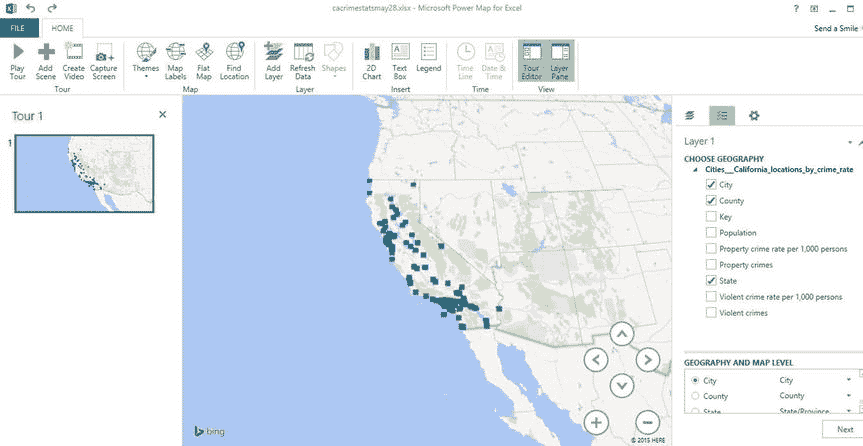 cacrimestatsmay28.xlsx - Microsoft Power Map for Excel
?
FILE
HOME
Send a Smile
Play Tour
Add Scene
Create Video
Capture Screen
Tour
Themes
Map Labels
Flat Map
Find Location
Map
Add Layer
Refresh Data
Shapes
Layer
2D Chart
Text Box
Legend
Insert
Time Line
Date & Time
Time
Tour Editor
Layer Pane
View
Tour 1
1
Layer 1
CHOOSE GEOGRAPHY
Cities__California_locations_by_crime_rate
City
County
Key
Population
Property crime rate per 1,000 persons
Property crimes
State
Violent crime rate per 1,000 persons
Violent crimes
GEOGRAPHY AND MAP LEVEL
City City
County County
State State/Province
Next
bing
© 2015 HERE